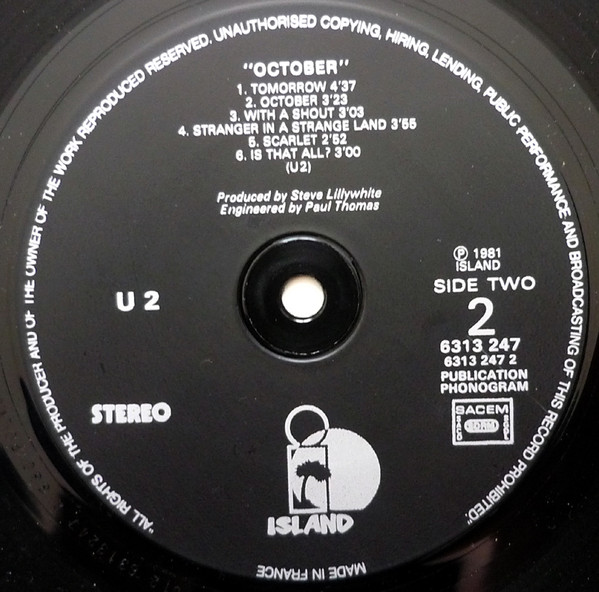 "ALL RIGHTS OF THE PRODUCER AND OF THE OWNER OF THE WORK REPRODUCED RESERVED. UNAUTHORISED COPYING, HIRING, LENDING, PUBLIC PERFORMANCE AND BROADCASTING OF THIS RECORD PROHIBITED"
"OCTOBER"
1. TOMORROW 4'37
2. OCTOBER 3'23
3. WITH A SHOUT 3'03
4. STRANGER IN A STRANGE LAND 3'55
5. SCARLET 2'52
6. IS THAT ALL? 3'00
(U2)
Produced by Steve Lillywhite
Engineered by Paul Thomas
℗ 1981
ISLAND
SIDE TWO
2
6313 247
6313 247 2
PUBLICATION
PHONOGRAM
U 2
STEREO
SACEM
SACD
SDRM
SGDL
ISLAND
MADE IN FRANCE